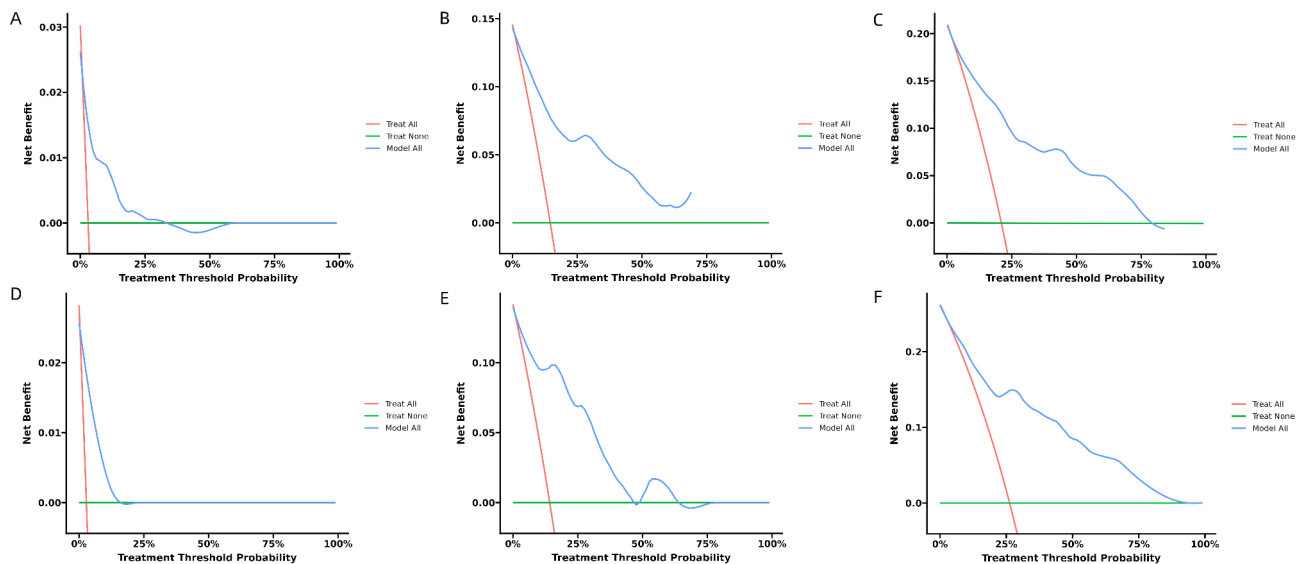 A
0.03
0.02
0.01
0.00
Net Benefit
0% 25% 50% 75% 100%
Treatment Threshold Probability
Treat All
Treat None
Model All
B
0.15
0.10
0.05
0.00
Net Benefit
0% 25% 50% 75% 100%
Treatment Threshold Probability
Treat All
Treat None
Model All
C
0.20
0.15
0.10
0.05
0.00
Net Benefit
0% 25% 50% 75% 100%
Treatment Threshold Probability
Treat All
Treat None
Model All
D
0.02
0.01
0.00
Net Benefit
0% 25% 50% 75% 100%
Treatment Threshold Probability
Treat All
Treat None
Model All
E
0.10
0.05
0.00
Net Benefit
0% 25% 50% 75% 100%
Treatment Threshold Probability
Treat All
Treat None
Model All
F
0.2
0.1
0.0
Net Benefit
0% 25% 50% 75% 100%
Treatment Threshold Probability
Treat All
Treat None
Model All